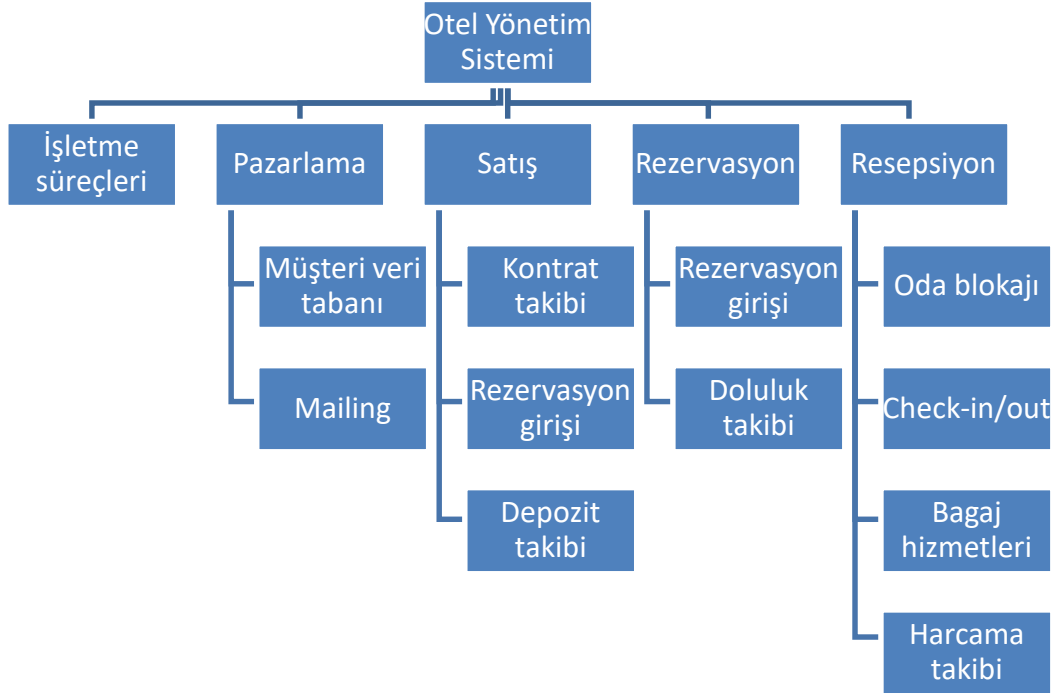 Otel Yönetim
Sistemi
İşletme
süreçleri
Pazarlama
Satış
Rezervasyon
Resepsiyon
Müşteri veri
tabanı
Mailing
Kontrat
takibi
Rezervasyon
girişi
Depozit
takibi
Rezervasyon
girişi
Doluluk
takibi
Oda blokajı
Check-in/out
Bagaj
hizmetleri
Harcama
takibi